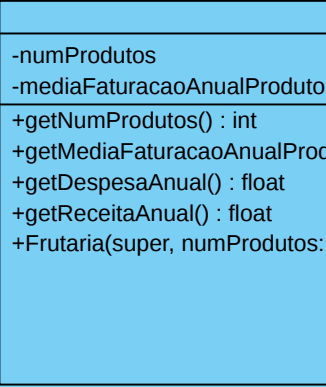 -numProdutos
-mediaFaturacaoAnualProduto
+getNumProdutos() : int
+getMediaFaturacaoAnualProd
+getDespesaAnual() : float
+getReceitaAnual() : float
+Frutaria(super, numProdutos: